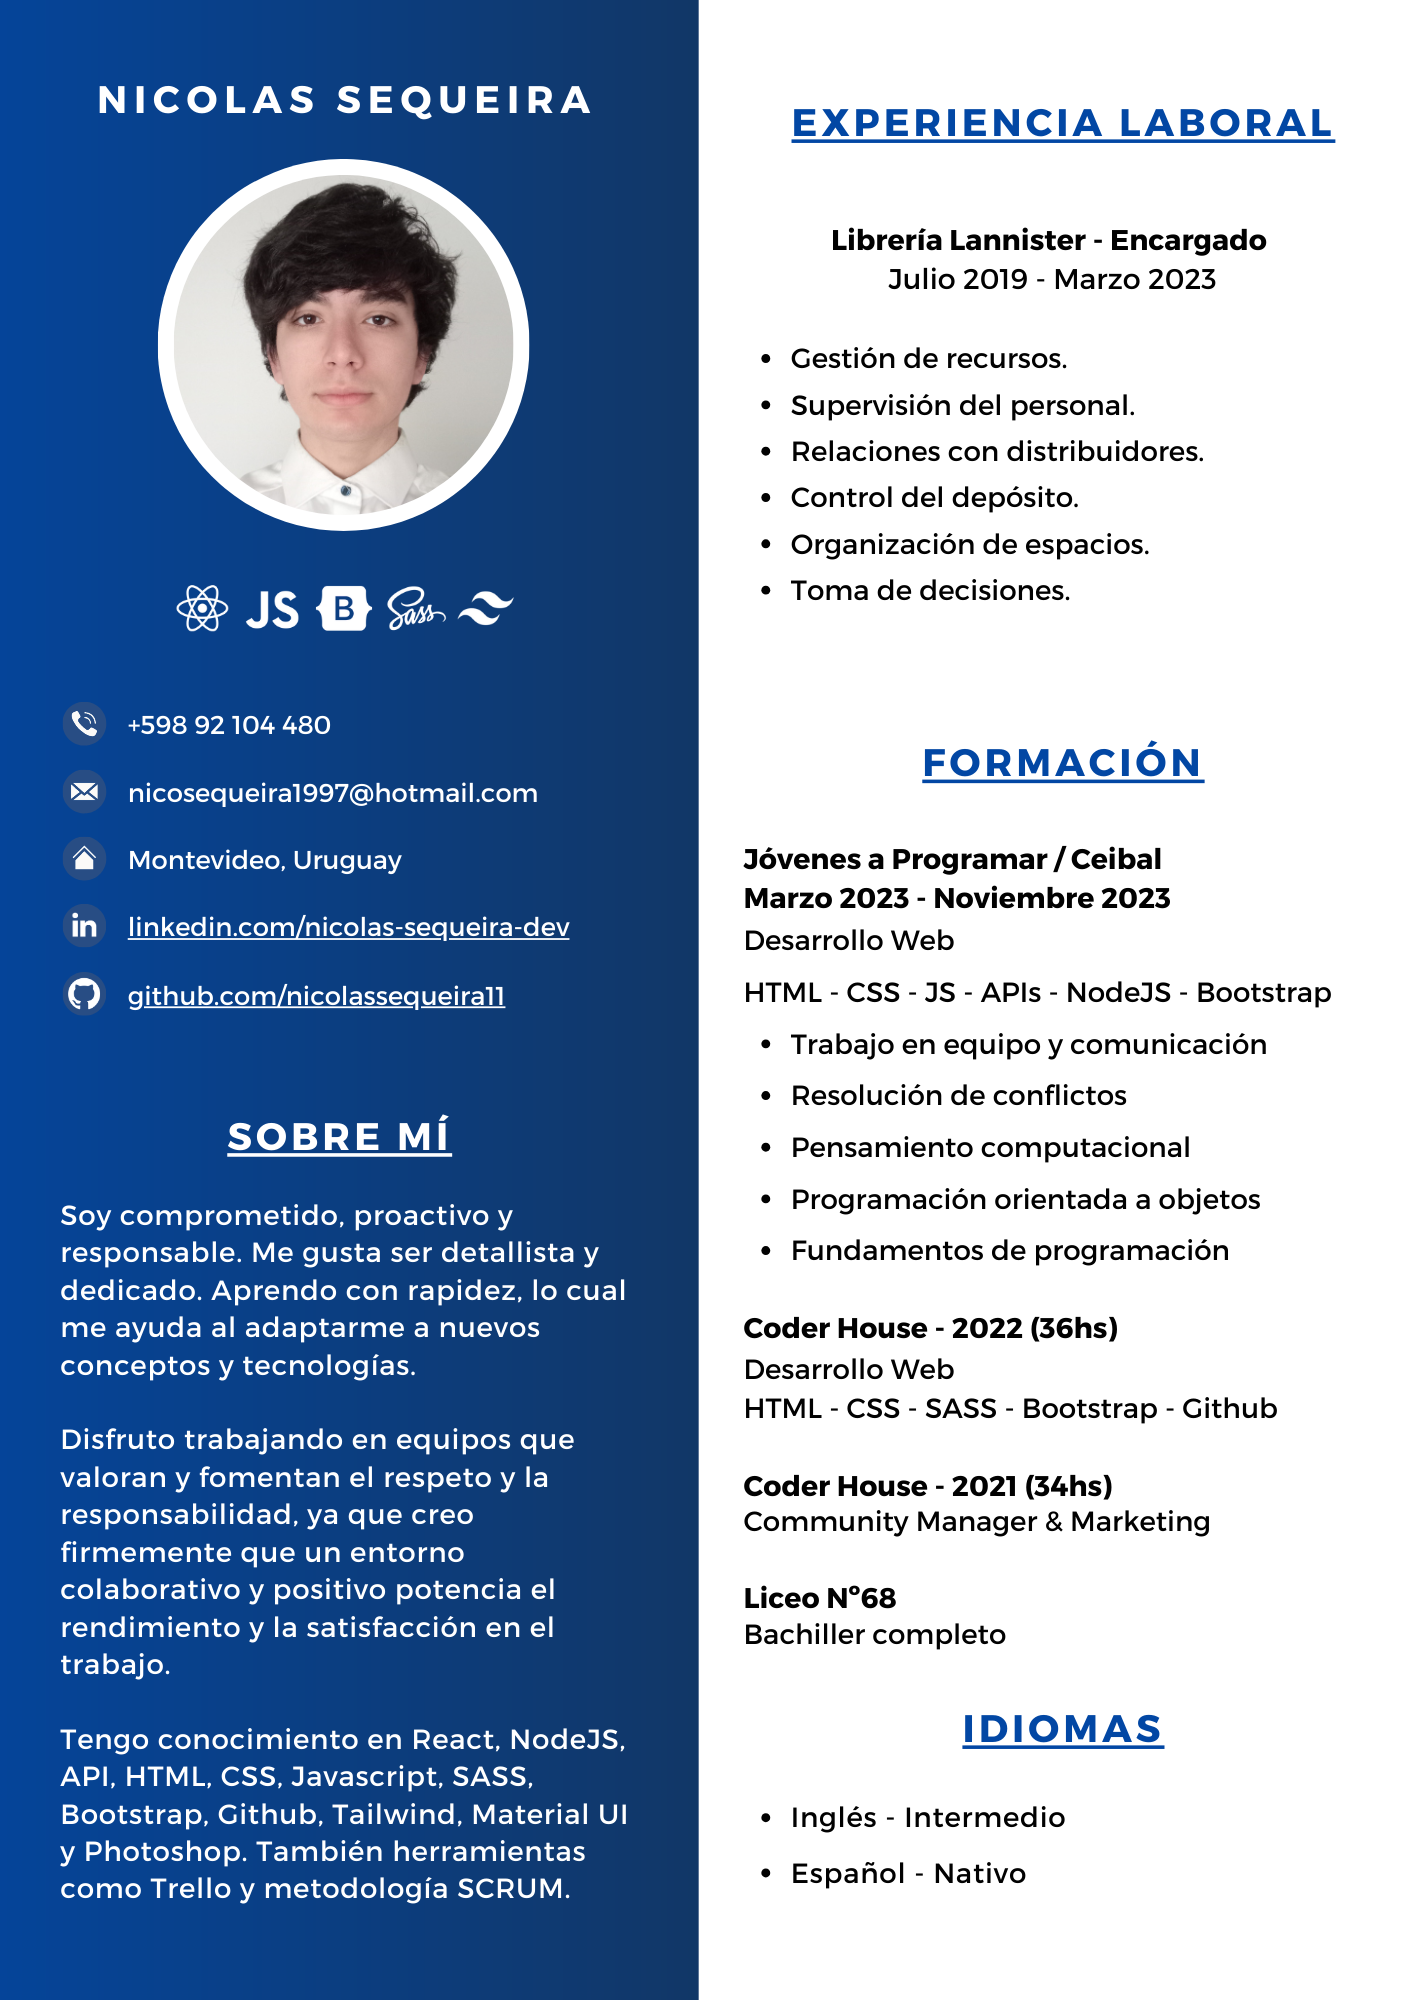 NICOLAS SEQUEIRA
JS B Sass
+598 92 104 480
nicosequeira1997@hotmail.com
Montevideo, Uruguay
in linkedin.com/nicolas-sequeira-dev
github.com/nicolassequeira11
SOBRE MÍ
Soy comprometido, proactivo y
responsable. Me gusta ser detallista y
dedicado. Aprendo con rapidez, lo cual
me ayuda al adaptarme a nuevos
conceptos y tecnologías.
Disfruto trabajando en equipos que
valoran y fomentan el respeto y la
responsabilidad, ya que creo
firmemente que un entorno
colaborativo y positivo potencia el
rendimiento y la satisfacción en el
trabajo.
Tengo conocimiento en React, NodeJS,
API, HTML, CSS, Javascript, SASS,
Bootstrap, Github, Tailwind, Material UI
y Photoshop. También herramientas
como Trello y metodología SCRUM.
EXPERIENCIA LABORAL
Librería Lannister - Encargado
Julio 2019 - Marzo 2023
• Gestión de recursos.
• Supervisión del personal.
• Relaciones con distribuidores.
• Control del depósito.
• Organización de espacios.
• Toma de decisiones.
FORMACIÓN
Jóvenes a Programar / Ceibal
Marzo 2023 - Noviembre 2023
Desarrollo Web
HTML - CSS - JS - APIs - NodeJS - Bootstrap
• Trabajo en equipo y comunicación
• Resolución de conflictos
• Pensamiento computacional
• Programación orientada a objetos
• Fundamentos de programación
Coder House - 2022 (36hs)
Desarrollo Web
HTML - CSS - SASS - Bootstrap - Github
Coder House - 2021 (34hs)
Community Manager & Marketing
Liceo Nº68
Bachiller completo
IDIOMAS
• Inglés - Intermedio
• Español - Nativo